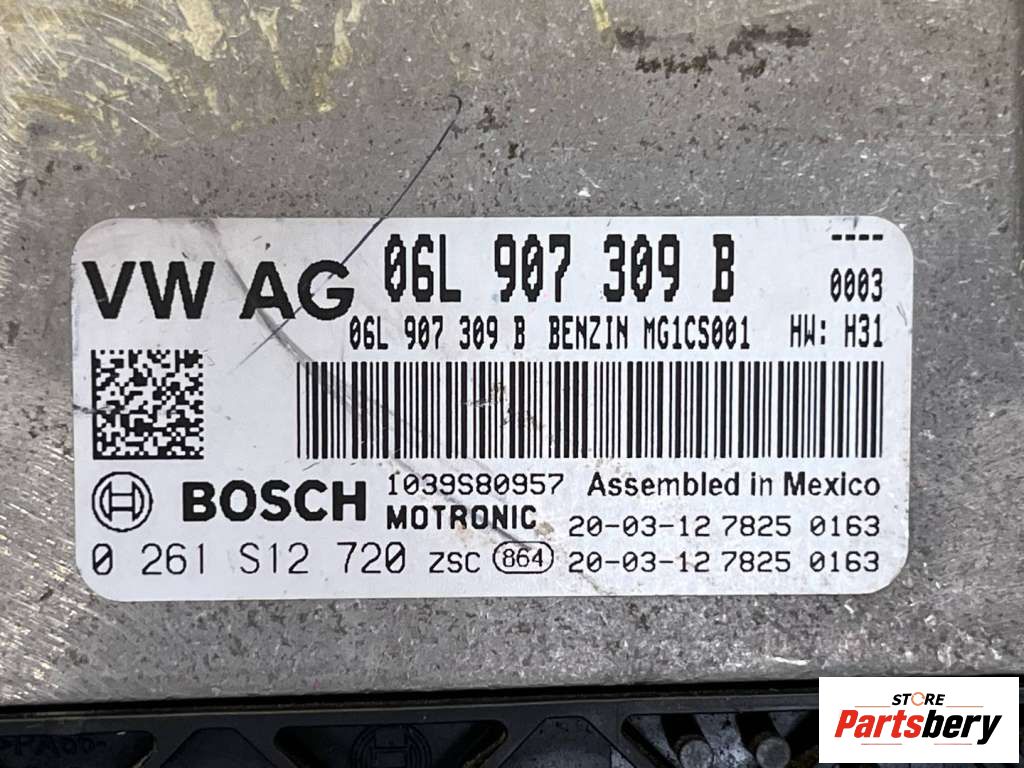 VW AG 06L 907 309 B ----
0003
06L 907 309 B BENZIN MG1CS001 HW: H31
BOSCH 1039S80957 Assembled in Mexico
MOTRONIC 20-03-12 7825 0163
0 261 S12 720 ZSC 864 20-03-12 7825 0163
STORE
Partsbery